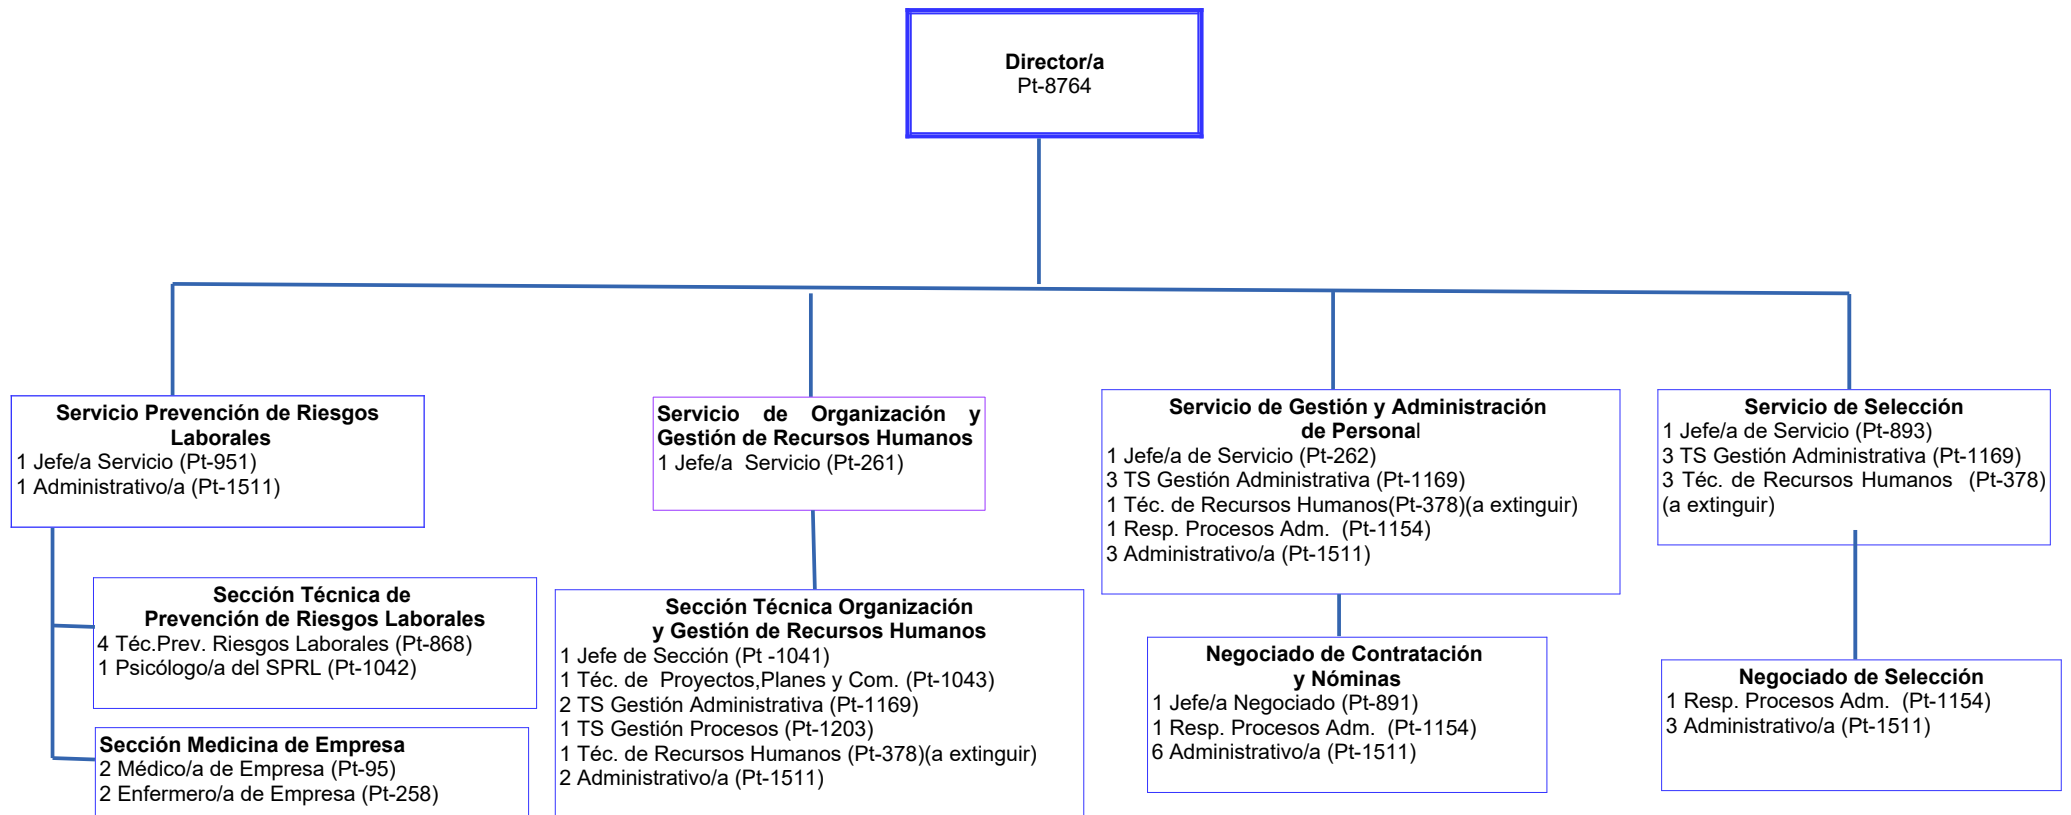 Director/a
Pt-8764
Servicio Prevención de Riesgos
Laborales
1 Jefe/a Servicio (Pt-951)
1 Administrativo/a (Pt-1511)
Sección Técnica de
Prevención de Riesgos Laborales
4 Téc.Prev. Riesgos Laborales (Pt-868)
1 Psicólogo/a del SPRL (Pt-1042)
Sección Medicina de Empresa
2 Médico/a de Empresa (Pt-95)
2 Enfermero/a de Empresa (Pt-258)
Servicio de Organización y
Gestión de Recursos Humanos
1 Jefe/a Servicio (Pt-261)
Sección Técnica Organización
y Gestión de Recursos Humanos
1 Jefe de Sección (Pt -1041)
1 Téc. de Proyectos,Planes y Com. (Pt-1043)
2 TS Gestión Administrativa (Pt-1169)
1 TS Gestión Procesos (Pt-1203)
1 Téc. de Recursos Humanos (Pt-378)(a extinguir)
2 Administrativo/a (Pt-1511)
Servicio de Gestión y Administración
de Personal
1 Jefe/a de Servicio (Pt-262)
3 TS Gestión Administrativa (Pt-1169)
1 Téc. de Recursos Humanos(Pt-378)(a extinguir)
1 Resp. Procesos Adm. (Pt-1154)
3 Administrativo/a (Pt-1511)
Negociado de Contratación
y Nóminas
1 Jefe/a Negociado (Pt-891)
1 Resp. Procesos Adm. (Pt-1154)
6 Administrativo/a (Pt-1511)
Servicio de Selección
1 Jefe/a de Servicio (Pt-893)
3 TS Gestión Administrativa (Pt-1169)
3 Téc. de Recursos Humanos (Pt-378)
(a extinguir)
Negociado de Selección
1 Resp. Procesos Adm. (Pt-1154)
3 Administrativo/a (Pt-1511)